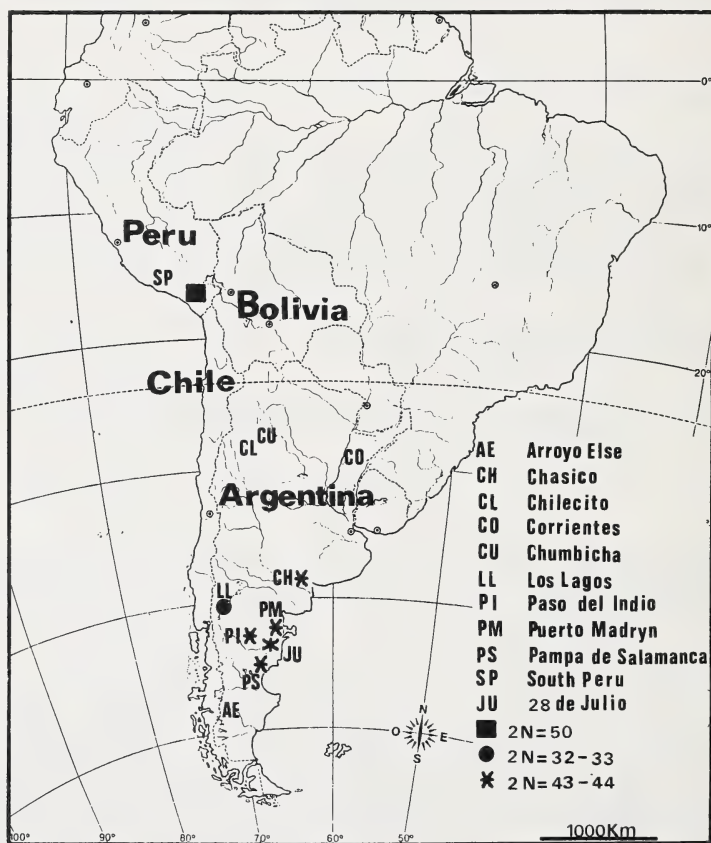 0°
Peru
10°
SP
Bolivia
20°
Chile
CU
CL
CO
AE Arroyo Else
CH Chasico
Argentina
CL Chilecito
CO Corrientes
CU Chumbicha
CH
LL Los Lagos
LL
PM
PI Paso del Indio
PI
PM Puerto Madryn
JU
PS Pampa de Salamanca
PS
SP South Peru
AE
JU 28 de Julio
N
2N=50
O E
2N=32-33
S
2N=43-44
100° 90° 80° 70° 60° 50°
1000Km